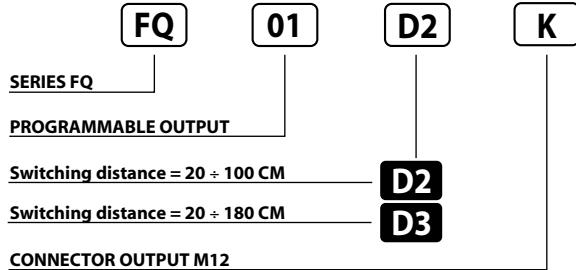 FQ 01 D2 K
SERIES FQ
PROGRAMMABLE OUTPUT
Switching distance = 20 ÷ 100 CM D2
Switching distance = 20 ÷ 180 CM D3
CONNECTOR OUTPUT M12